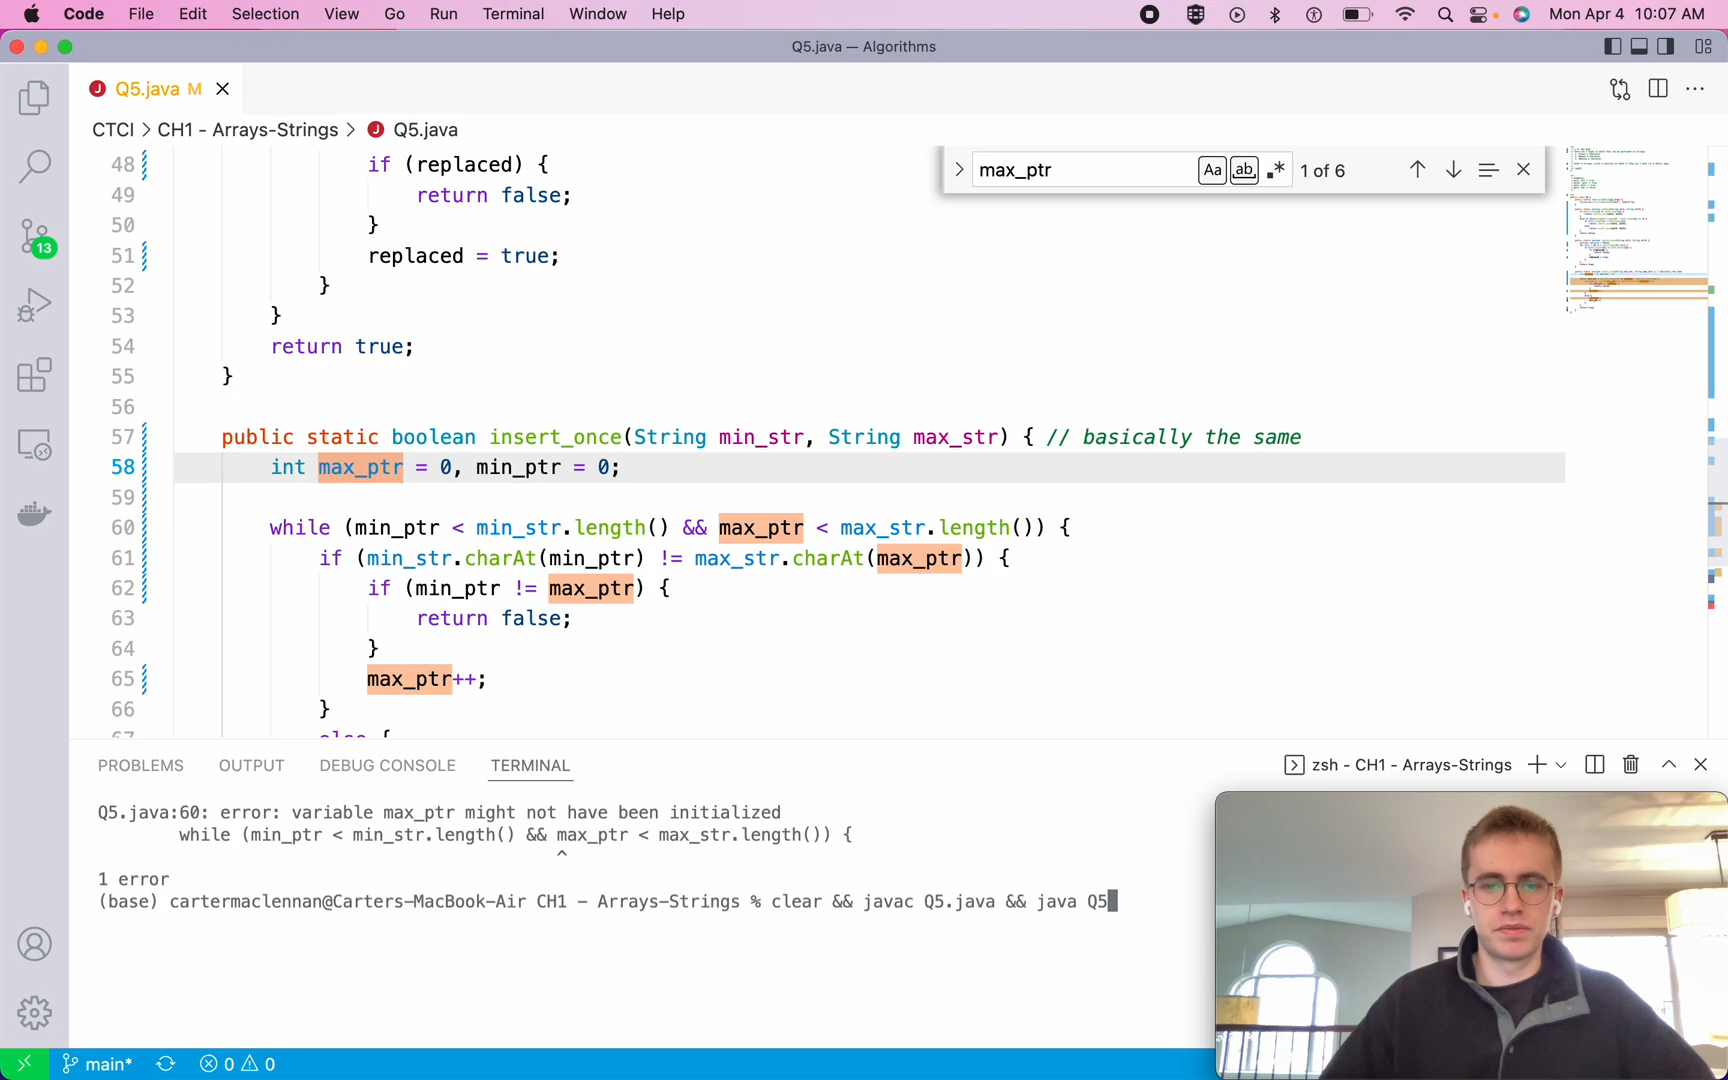 Code File Edit Selection View Go Run Terminal Window Help Mon Apr 4 10:07 AM
Q5.java — Algorithms
J Q5.java M
CTCI > CH1 - Arrays-Strings > J Q5.java
max_ptr Aa ab 1 of 6
48 if (replaced) {
49 return false;
50 }
51 replaced = true;
52 }
53 }
54 return true;
55 }
56
57 public static boolean insert_once(String min_str, String max_str) { // basically the same
58 int max_ptr = 0, min_ptr = 0;
59
60 while (min_ptr < min_str.length() && max_ptr < max_str.length()) {
61 if (min_str.charAt(min_ptr) != max_str.charAt(max_ptr)) {
62 if (min_ptr != max_ptr) {
63 return false;
64 }
65 max_ptr++;
66 }
67 else {
13
PROBLEMS OUTPUT DEBUG CONSOLE TERMINAL zsh - CH1 - Arrays-Strings
Q5.java:60: error: variable max_ptr might not have been initialized
while (min_ptr < min_str.length() && max_ptr < max_str.length()) {
^
1 error
(base) cartermaclennan@Carters-MacBook-Air CH1 - Arrays-Strings % clear && javac Q5.java && java Q5
main* 0 0